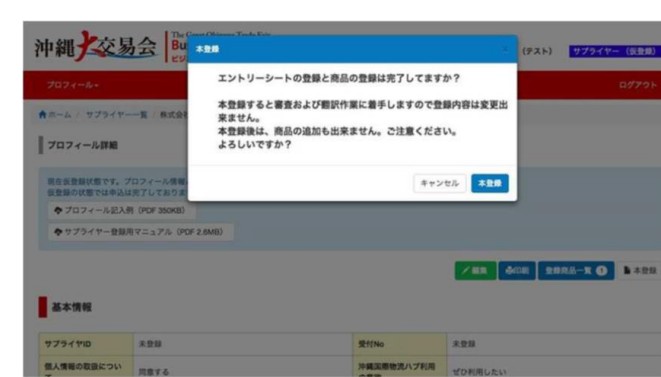 沖縄大交易会
The Great Okinawa Trade Fair
Bu
ビジ
(テスト)
サプライヤー (仮登録)
本登録
×
エントリーシートの登録と商品の登録は完了してますか？
本登録すると審査および翻訳作業に着手しますので登録内容は変更出
来ません。
本登録後は、商品の追加も出来ません。ご注意ください。
よろしいですか？
キャンセル
本登録
プロフィール
ログアウト
ホーム / サプライヤー一覧 / 株式会社
プロフィール詳細
現在仮登録状態です。プロフィール情報
仮登録の状態では申込は完了しておりま
プロフィール記入例 (PDF 350KB)
サプライヤー登録用マニュアル (PDF 2.6MB)
編集
印刷
登録商品一覧 1
本登録
基本情報
サプライヤID
未登録
受付No
未登録
個人情報の取扱につい
同意する
沖縄国際物流ハブ利用
ぜひ利用したい